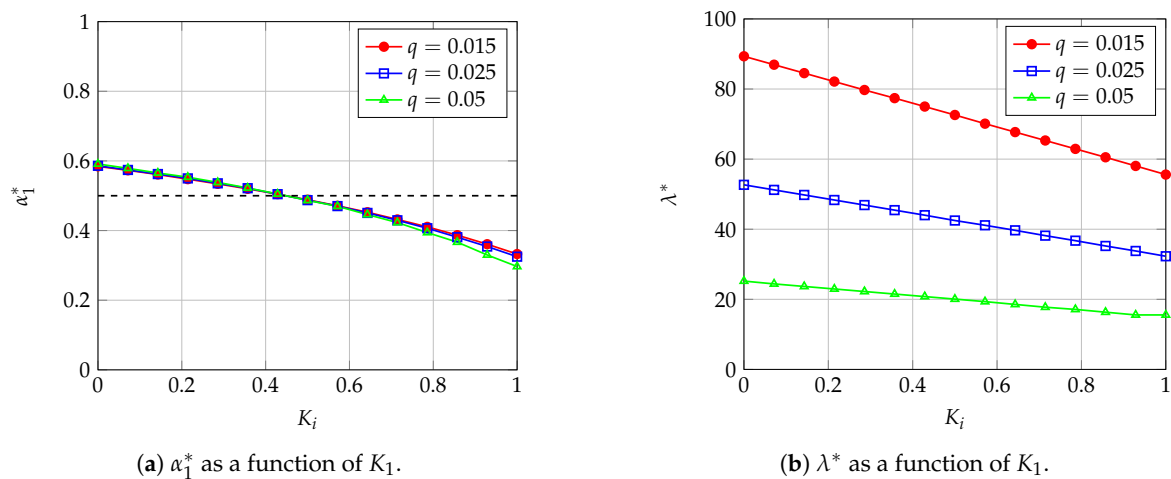 1
0.8
0.6
0.4
0.2
0
0 0.2 0.4 0.6 0.8 1
α₁*
K_i
q = 0.015
q = 0.025
q = 0.05
(a) α₁* as a function of K₁.
100
80
60
40
20
0
0 0.2 0.4 0.6 0.8 1
λ*
K_i
q = 0.015
q = 0.025
q = 0.05
(b) λ* as a function of K₁.